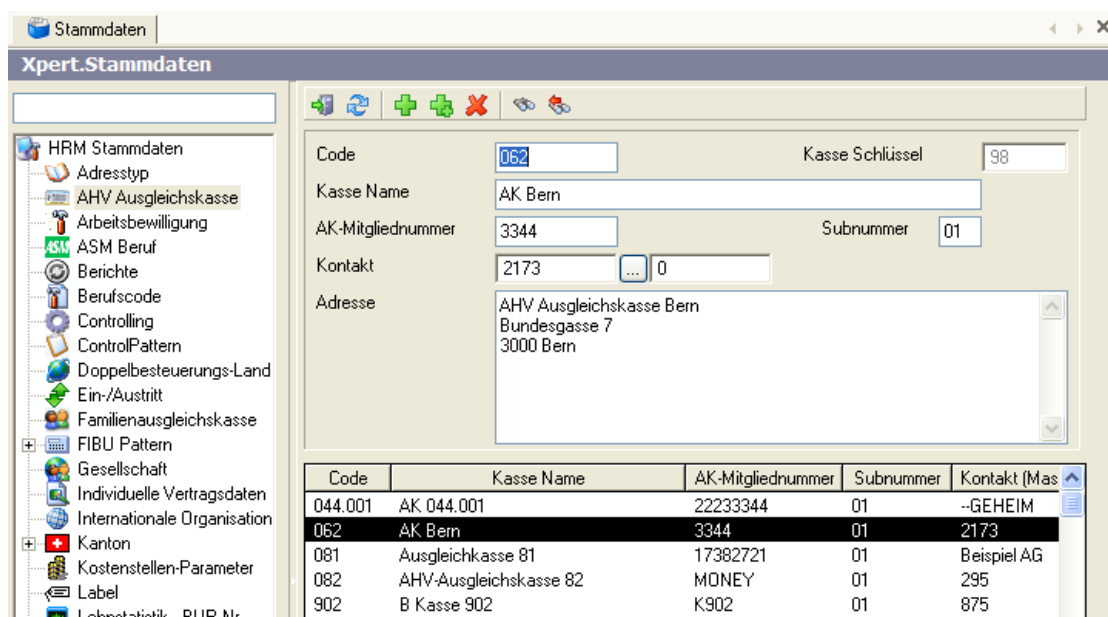 Stammdaten
Xpert.Stammdaten
HRM Stammdaten
Adresstyp
AHV Ausgleichskasse
Arbeitsbewilligung
ASM Beruf
Berichte
Berufscode
Controlling
ControlPattern
Doppelbesteuerungs-Land
Ein-/Austritt
Familienausgleichskasse
FIBU Pattern
Gesellschaft
Individuelle Vertragsdaten
Internationale Organisation
Kanton
Kostenstellen-Parameter
Label
Lohnstatistik - BUR-Nr.
Code 062 Kasse Schlüssel 98
Kasse Name AK Bern
AK-Mitgliednummer 3344 Subnummer 01
Kontakt 2173 ... 0
Adresse AHV Ausgleichskasse Bern
Bundesgasse 7
3000 Bern
Code Kasse Name AK-Mitgliednummer Subnummer Kontakt (Mas
044.001 AK 044.001 22233344 01 --GEHEIM
062 AK Bern 3344 01 2173
081 Ausgleichkasse 81 17382721 01 Beispiel AG
082 AHV-Ausgleichskasse 82 MONEY 01 295
902 B Kasse 902 K902 01 875